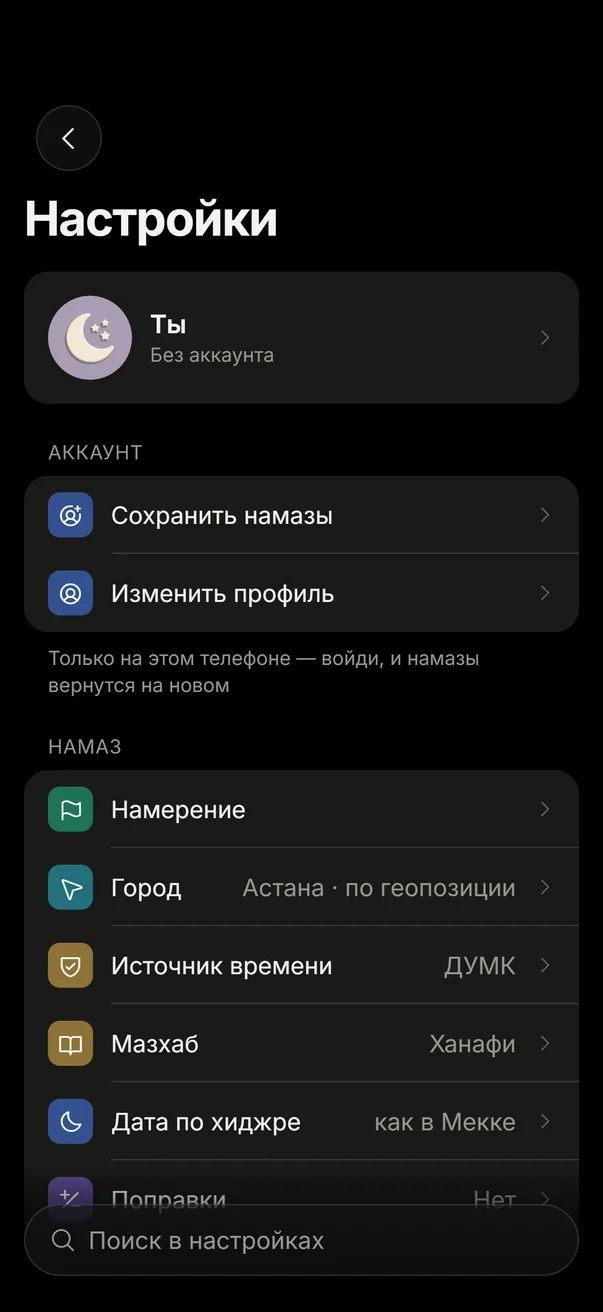 Настройки
Ты
Без аккаунта
АККАУНТ
Сохранить намазы
Изменить профиль
Только на этом телефоне — войди, и намазы
вернутся на новом
НАМАЗ
Намерение
Город Астана · по геопозиции
Источник времени ДУМК
Мазхаб Ханафи
Дата по хиджре как в Мекке
Поправки Нет
Поиск в настройках